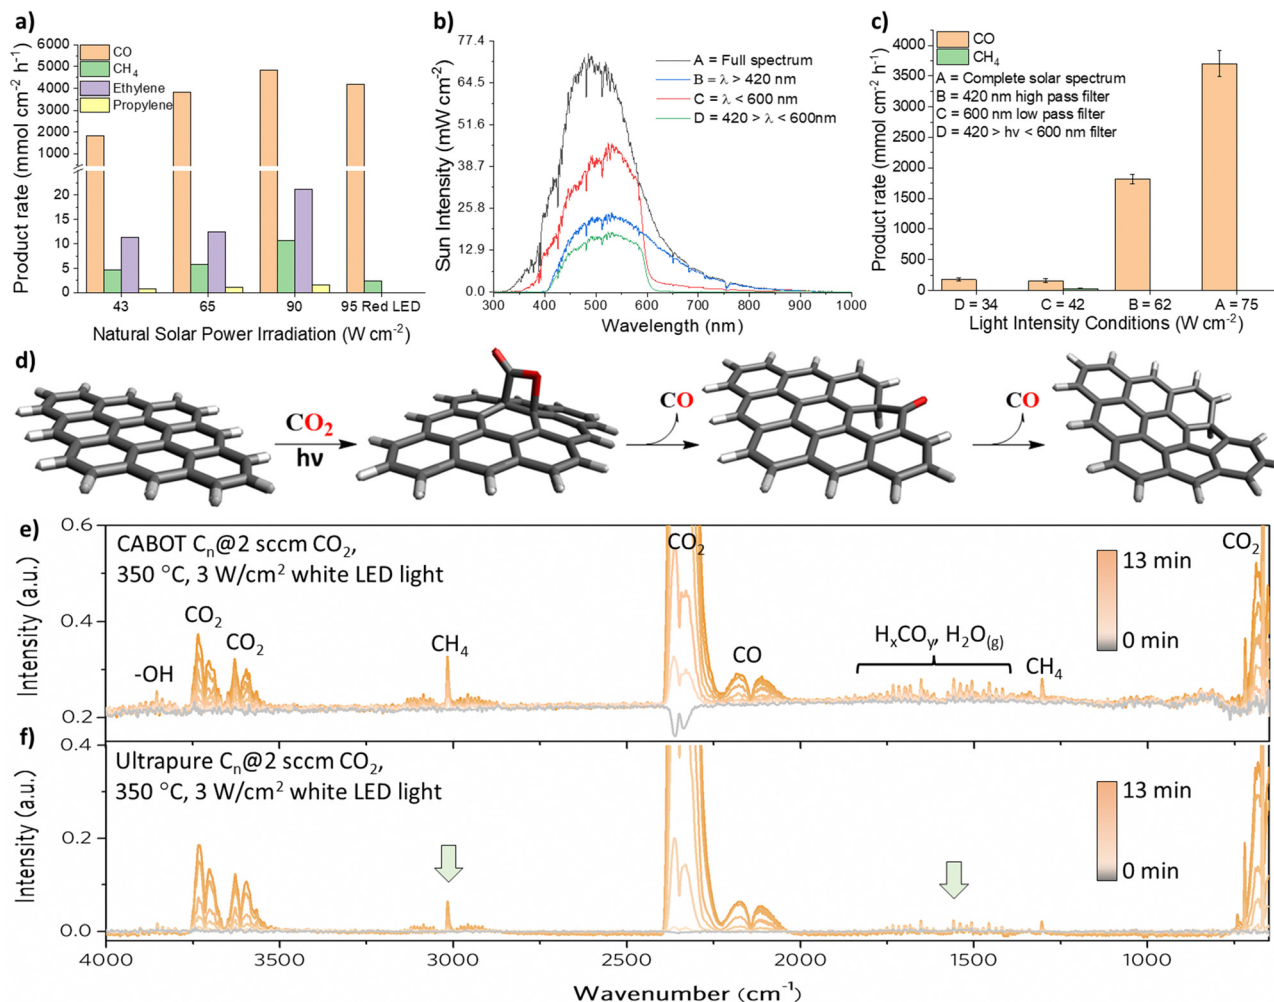 a)
Product rate (mmol cm⁻² h⁻¹)
6000
5000
4000
3000
2000
1000
20
15
10
5
0
CO
CH₄
Ethylene
Propylene
43
65
90
95 Red LED
Natural Solar Power Irradiation (W cm⁻²)
b)
Sun Intensity (mW cm⁻²)
77.4
64.5
51.6
38.7
25.8
12.9
0.0
A = Full spectrum
B = λ > 420 nm
C = λ < 600 nm
D = 420 > λ < 600nm
300 400 500 600 700 800 900 1000
Wavelength (nm)
c)
Product rate (mmol cm⁻² h⁻¹)
4000
3500
3000
2500
2000
1500
1000
500
0
CO
CH₄
A = Complete solar spectrum
B = 420 nm high pass filter
C = 600 nm low pass filter
D = 420 > hv < 600 nm filter
D = 34
C = 42
B = 62
A = 75
Light Intensity Conditions (W cm⁻²)
d)
CO₂
hν
CO
CO
e)
Intensity (a.u.)
0.6
0.4
0.2
CABOT Cₙ@2 sccm CO₂,
350 °C, 3 W/cm² white LED light
-OH
CO₂
CO₂
CH₄
CO₂
CO
HₓCOᵧ, H₂O₍g₎
CH₄
CO₂
13 min
0 min
f)
Intensity (a.u.)
0.4
0.2
0.0
Ultrapure Cₙ@2 sccm CO₂,
350 °C, 3 W/cm² white LED light
13 min
0 min
4000 3500 3000 2500 2000 1500 1000
Wavenumber (cm⁻¹)